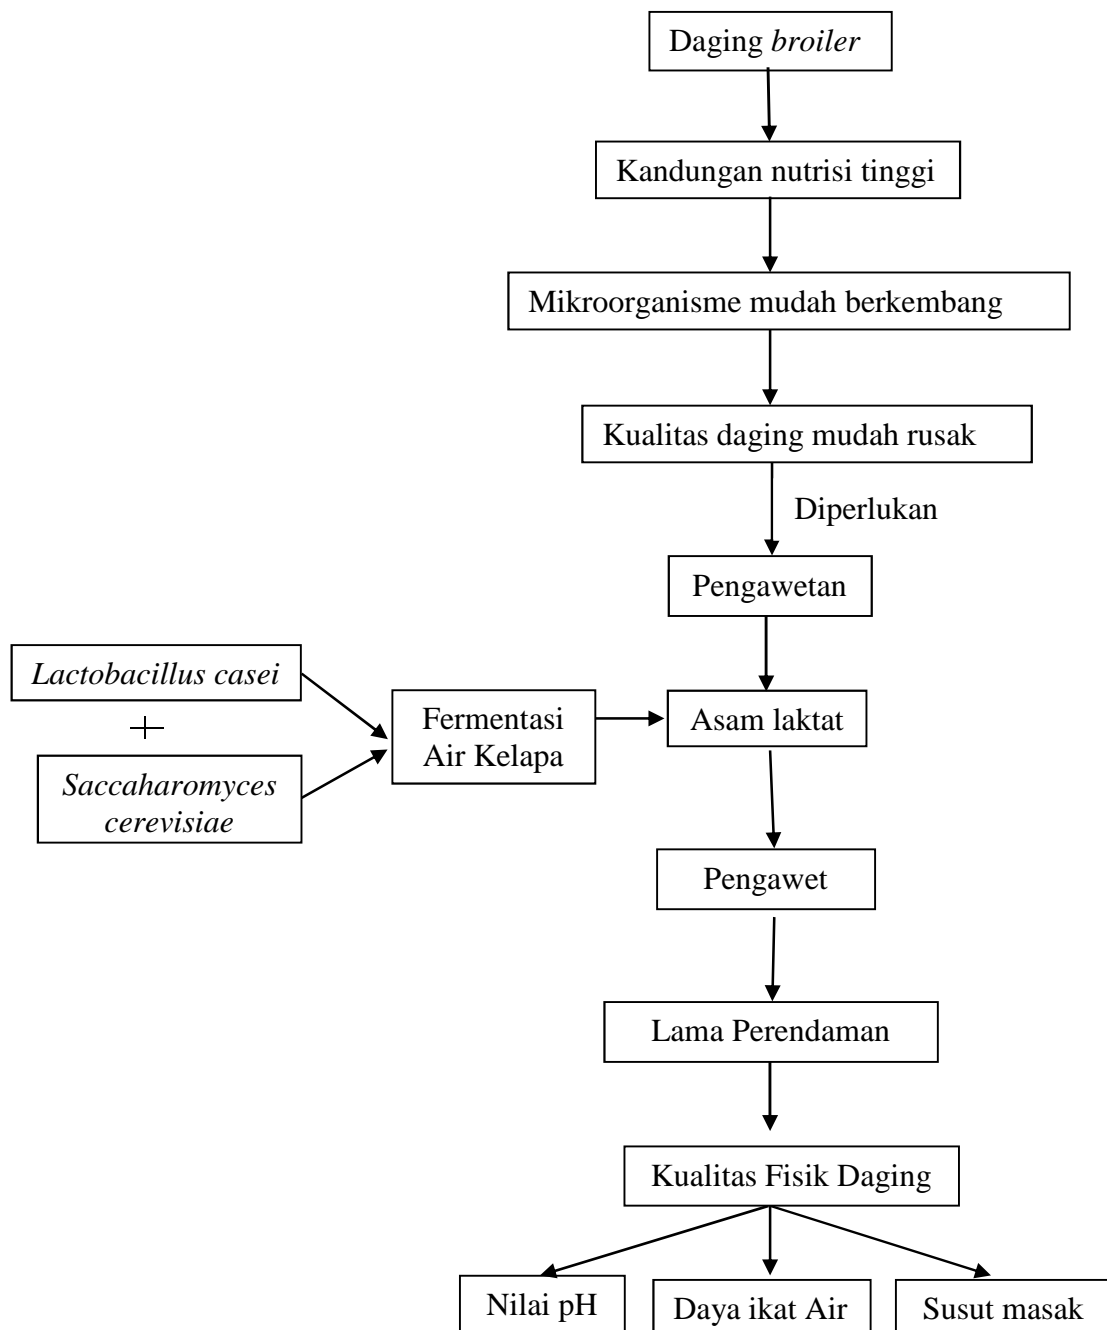 Daging broiler
Kandungan nutrisi tinggi
Mikroorganisme mudah berkembang
Kualitas daging mudah rusak
Diperlukan
Pengawetan
Lactobacillus casei
+
Saccaharomyces
cerevisiae
Fermentasi
Air Kelapa
Asam laktat
Pengawet
Lama Perendaman
Kualitas Fisik Daging
Nilai pH
Daya ikat Air
Susut masak